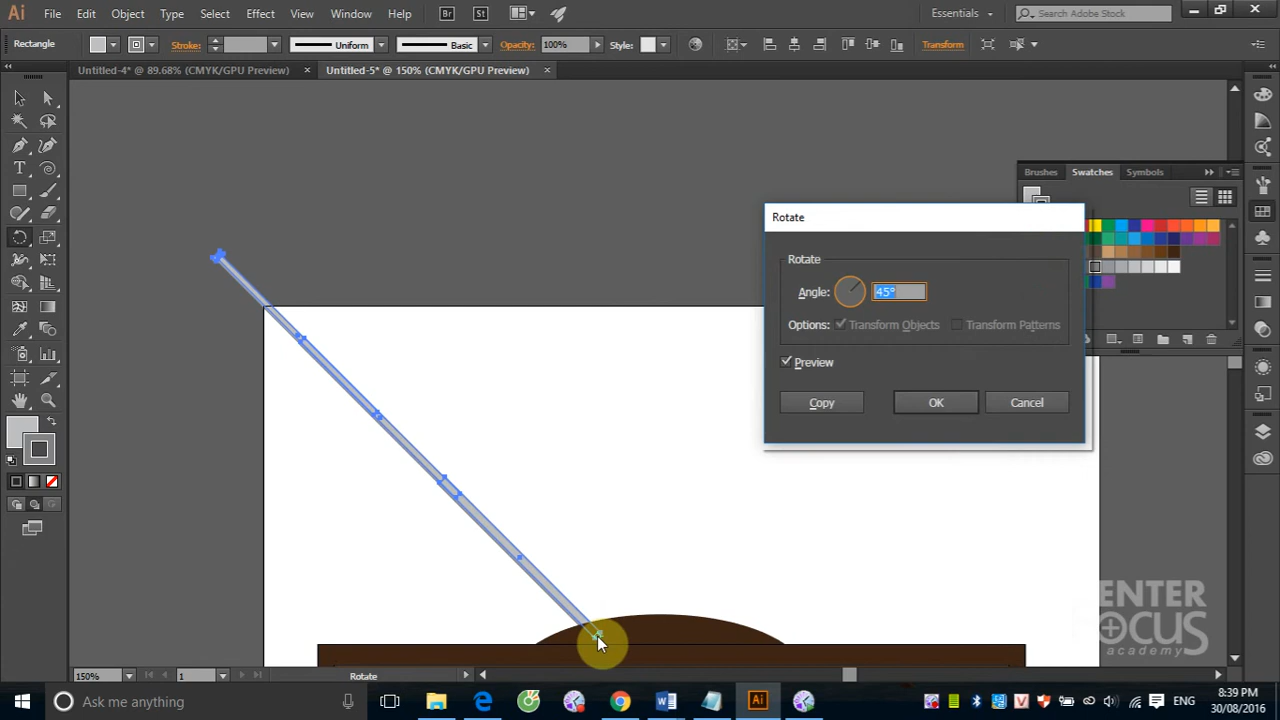 Ai File Edit Object Type Select Effect View Window Help Br St Essentials Search Adobe Stock
Rectangle Stroke: Uniform Basic Opacity: 100% Style: Transform
Untitled-4* @ 89.68% (CMYK/GPU Preview) × Untitled-5* @ 150% (CMYK/GPU Preview) ×
Brushes Swatches Symbols
Rotate
Rotate
Angle: 45°
Options: Transform Objects Transform Patterns
Preview
Copy OK Cancel
ENTER
FOCUS
academy
150% 1 Rotate
Ask me anything
ENG
8:39 PM
30/08/2016